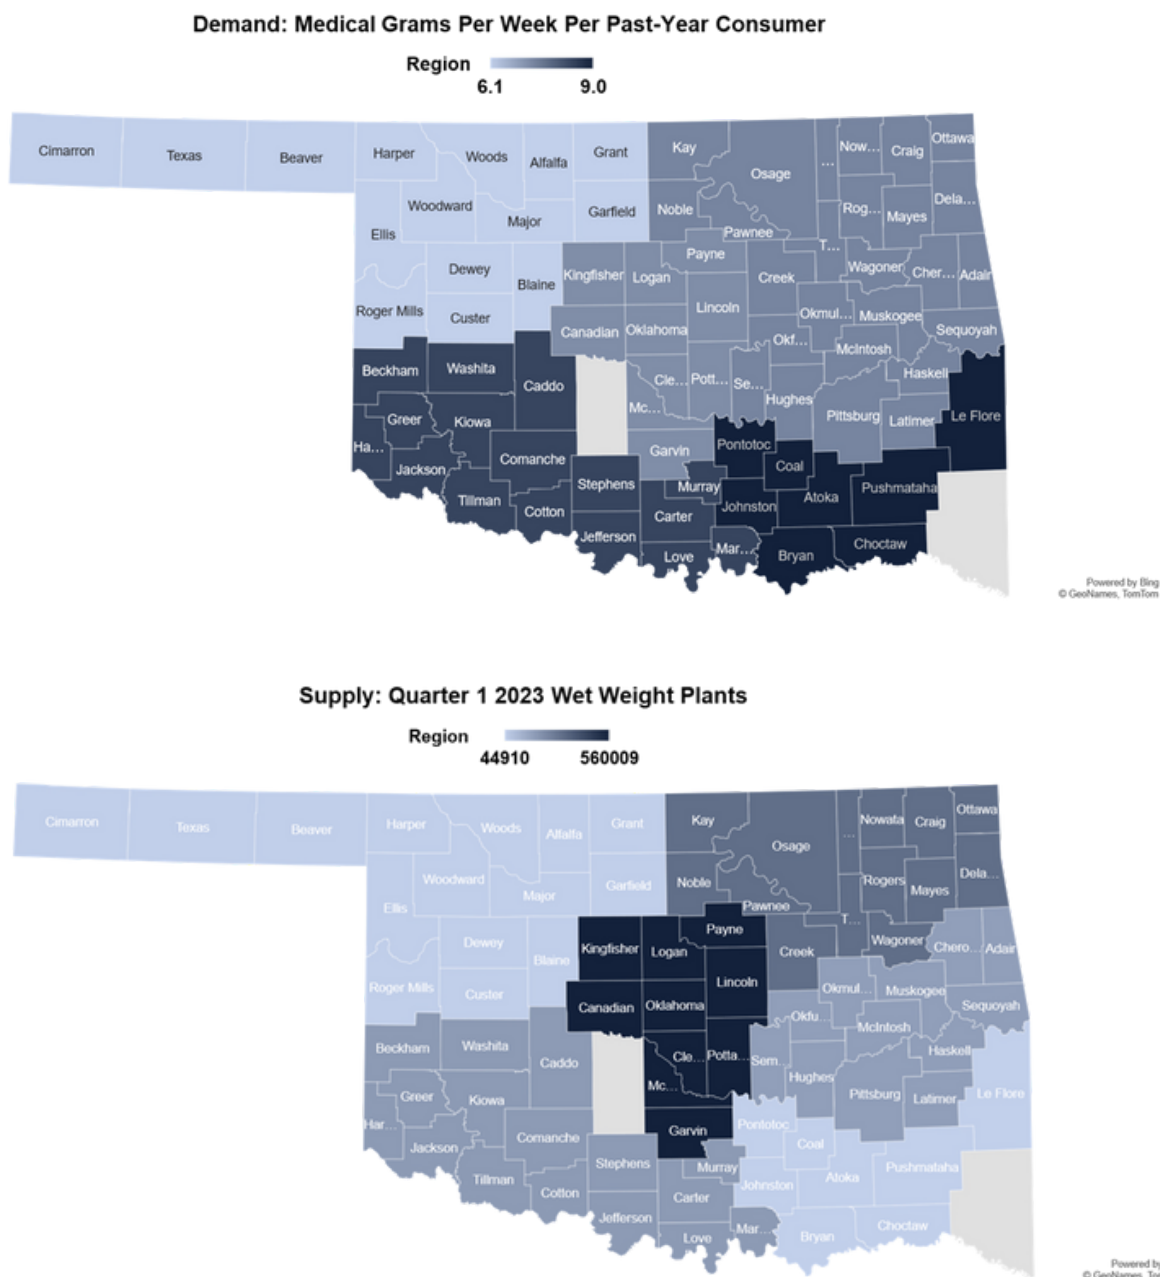 Demand: Medical Grams Per Week Per Past-Year Consumer
Region
6.1 9.0
Cimarron Texas Beaver Harper Woods Alfalfa Grant Kay Osage ... Now... Craig Ottawa
Ellis Woodward Major Garfield Noble Pawnee Rog... Mayes Dela...
Roger Mills Dewey Custer Blaine Kingfisher Logan Payne Creek T... Wagoner Cher... Adair
Canadian Oklahoma Lincoln Okmul... Muskogee Sequoyah
Okf... McIntosh Haskell
Beckham Washita Caddo Cle... Pott... Se... Hughes Pittsburg Latimer Le Flore
Greer Kiowa Mc...
Ha... Jackson Comanche Garvin Pontotoc Coal
Tillman Cotton Stephens Murray Johnston Atoka Pushmataha
Jefferson Carter Love Mar... Bryan Choctaw
Powered by Bing
© GeoNames, TomTom
Supply: Quarter 1 2023 Wet Weight Plants
Region
44910 560009
Cimarron Texas Beaver Harper Woods Alfalfa Grant Kay Osage ... Nowata Craig Ottawa
Ellis Woodward Major Garfield Noble Pawnee Rogers Mayes Dela...
Roger Mills Dewey Custer Blaine Kingfisher Logan Payne Creek T... Wagoner Chero... Adair
Canadian Oklahoma Lincoln Okmul... Muskogee Sequoyah
Okfu... McIntosh Haskell
Beckham Washita Caddo Cle... Potta... Sem... Hughes Pittsburg Latimer Le Flore
Greer Kiowa Mc...
Har... Jackson Comanche Garvin Pontotoc Coal
Tillman Cotton Stephens Murray Johnston Atoka Pushmataha
Jefferson Carter Love Mar... Bryan Choctaw
Powered by
© GeoNames, To